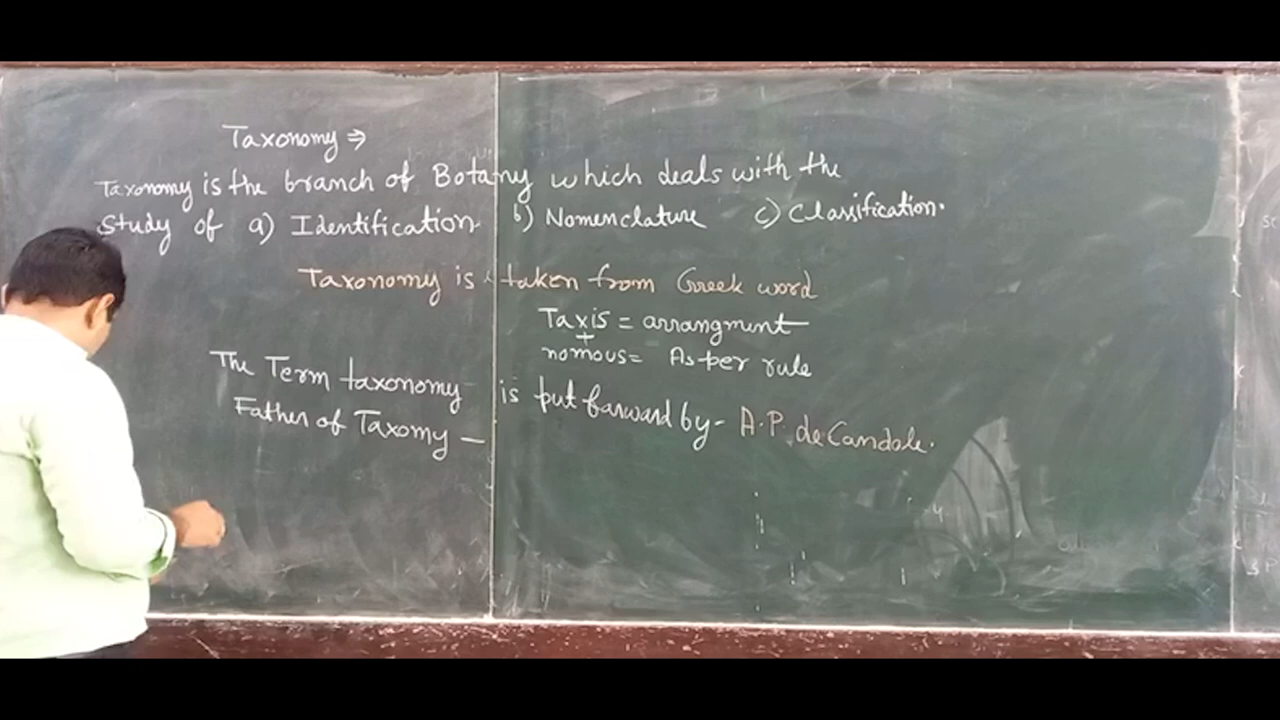 Taxonomy ⇒
Taxonomy is the branch of Botany which deals with the
Study of a) Identification b) Nomenclature c) Classification.
Taxonomy is taken from Greek word
Taxis = arrangment
+
nomous= As per rule
The Term taxonomy is put farward by- A.P. de Candole.
Father of Taxomy —